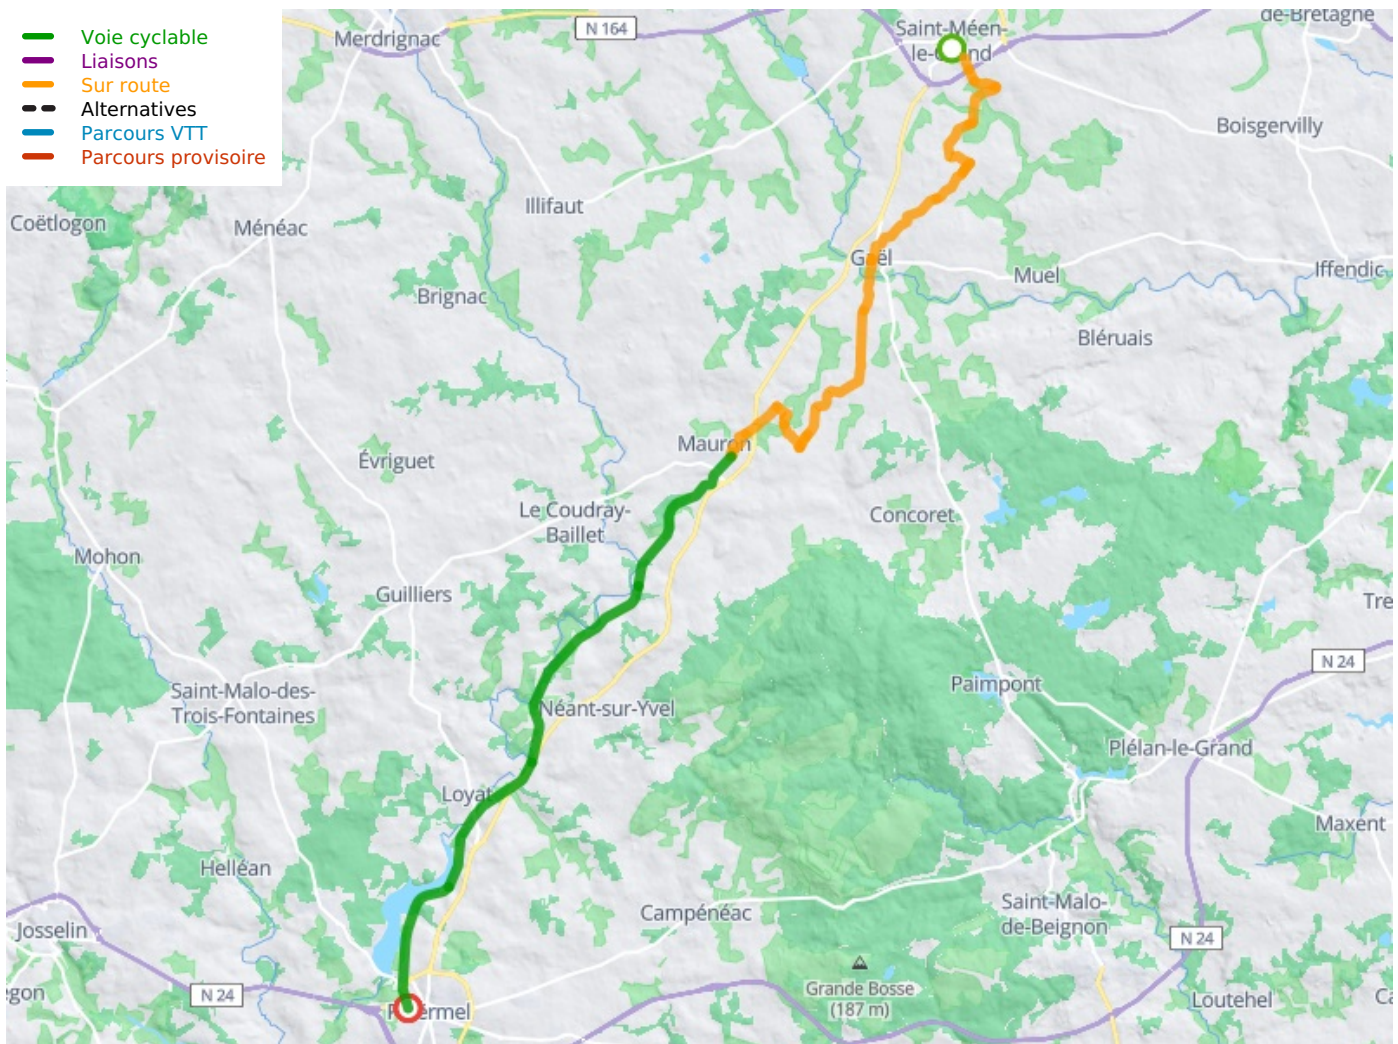 Voie cyclable
Liaisons
Sur route
Alternatives
Parcours VTT
Parcours provisoire
Merdrignac
N 164
Saint-Méen-
le-Grand
de-Bretagne
Boisgervilly
Coëtlogon
Ménéac
Illifaut
Gaël
Muel
Iffendic
Brignac
Bléruais
Mauron
Évriguet
Le Coudray-
Baillet
Concoret
Mohon
Guilliers
Tre
N 24
Saint-Malo-des-
Trois-Fontaines
Néant-sur-Yvel
Paimpont
Plélan-le-Grand
Loyat
Maxent
Helléan
Campénéac
Saint-Malo-
de-Beignon
Josselin
N 24
egon
N 24
Grande Bosse
(187 m)
Loutehel
Ca
Ploërmel